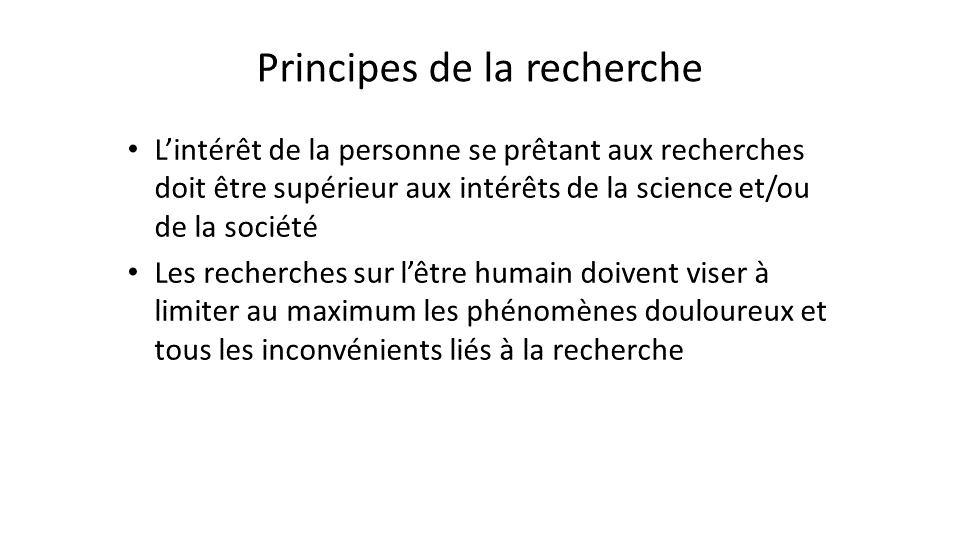 Principes de la recherche
• L’intérêt de la personne se prêtant aux recherches
doit être supérieur aux intérêts de la science et/ou
de la société
• Les recherches sur l’être humain doivent viser à
limiter au maximum les phénomènes douloureux et
tous les inconvénients liés à la recherche